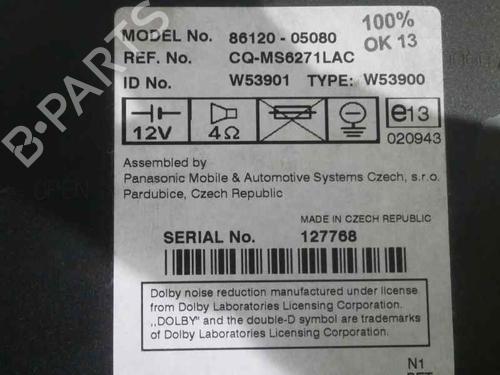 MODEL No. 86120 - 05080
100%
OK 13
REF. No. CQ-MS6271LAC
ID No. W53901 TYPE: W53900
12V
4Ω
e13
020943
Assembled by
Panasonic Mobile & Automotive Systems Czech, s.r.o.
Pardubice, Czech Republic
MADE IN CZECH REPUBLIC
SERIAL No. 127768
Dolby noise reduction manufactured under license
from Dolby Laboratories Licensing Corporation.
,,DOLBY" and the double-D symbol are trademarks
of Dolby Laboratories Licensing Corporation.
N1
B-PARTS
OPEN